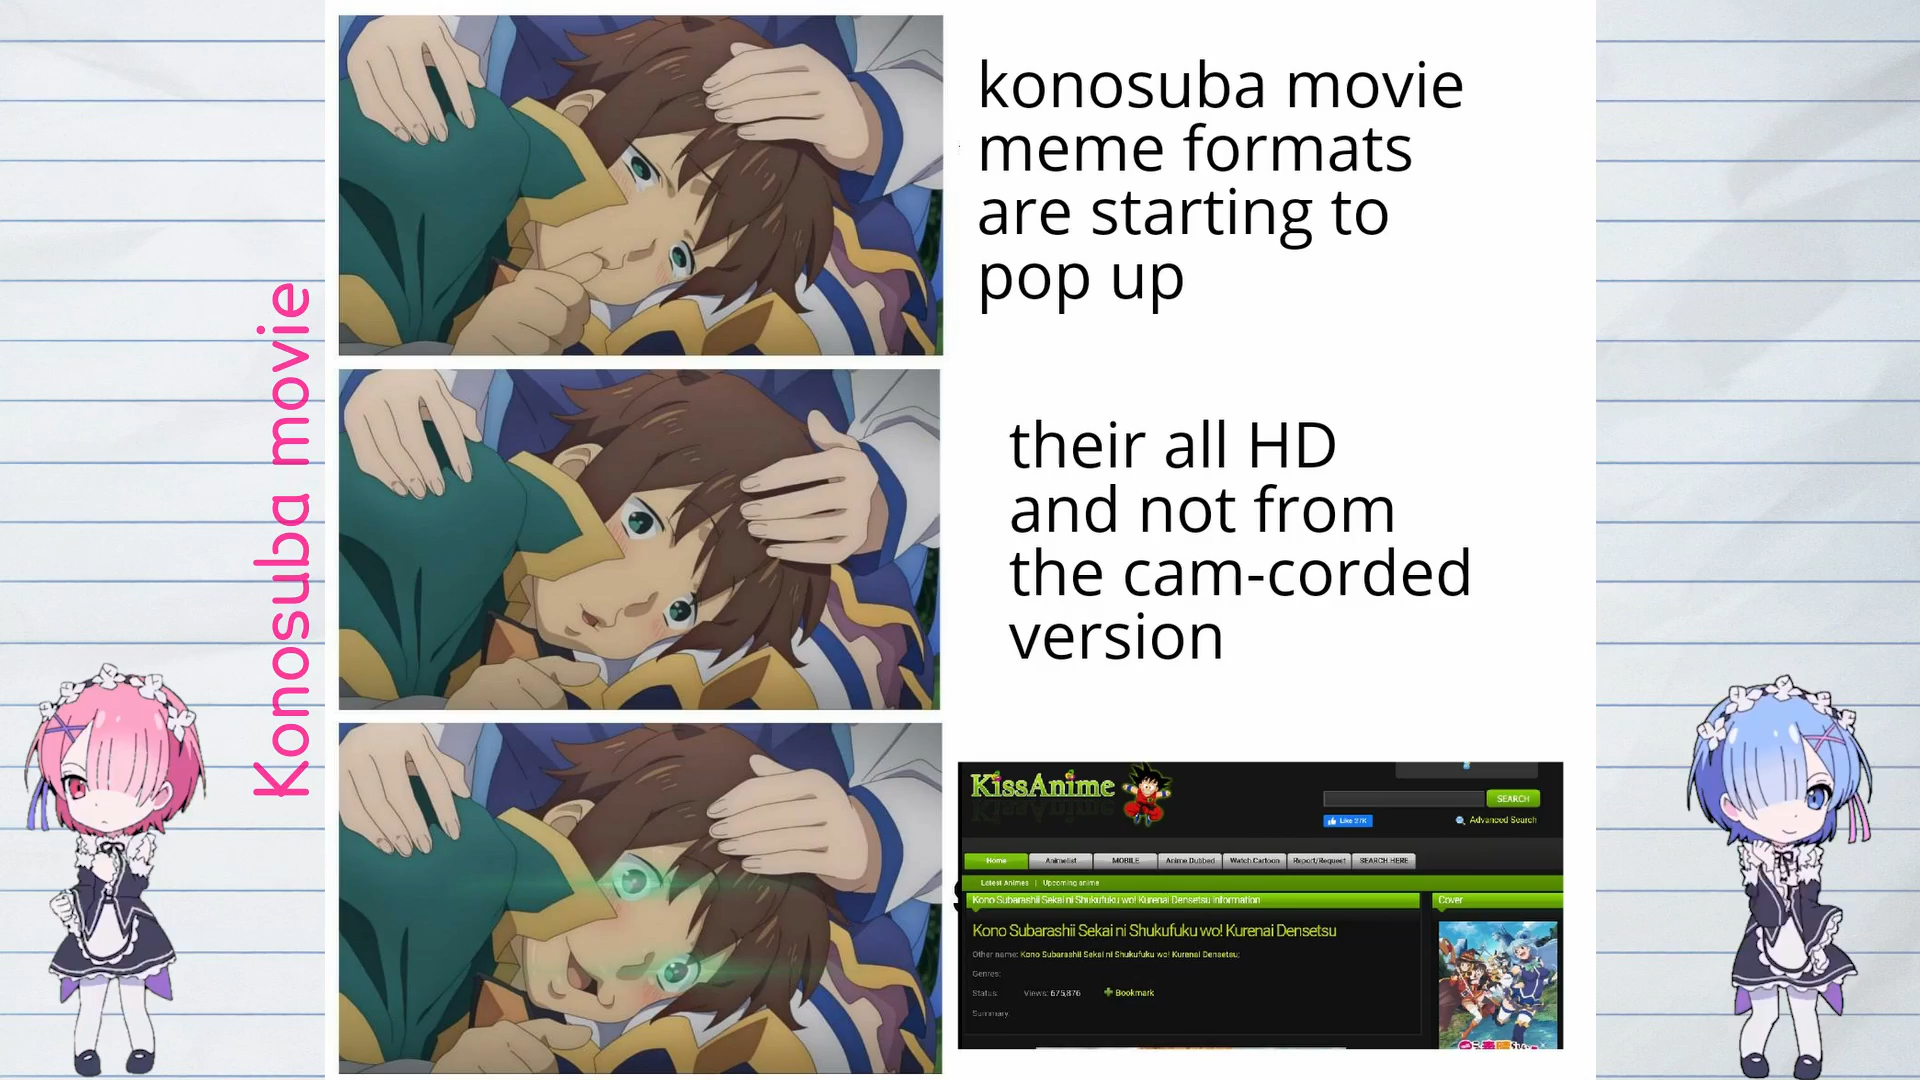 Konosuba movie
konosuba movie
meme formats
are starting to
pop up
their all HD
and not from
the cam-corded
version
KissAnime
SEARCH
Like 27K
Advanced Search
Home
Animelist
MOBILE
Anime Dubbed
Watch Cartoon
Report/Request
SEARCH HERE
Latest Animes | Upcoming anime
Kono Subarashii Sekai ni Shukufuku wo! Kurenai Densetsu information
Cover
Kono Subarashii Sekai ni Shukufuku wo! Kurenai Densetsu
Other name: Kono Subarashii Sekai ni Shukufuku wo! Kurenai Densetsu;
Genres:
Status: Views: 675,876 Bookmark
Summary: